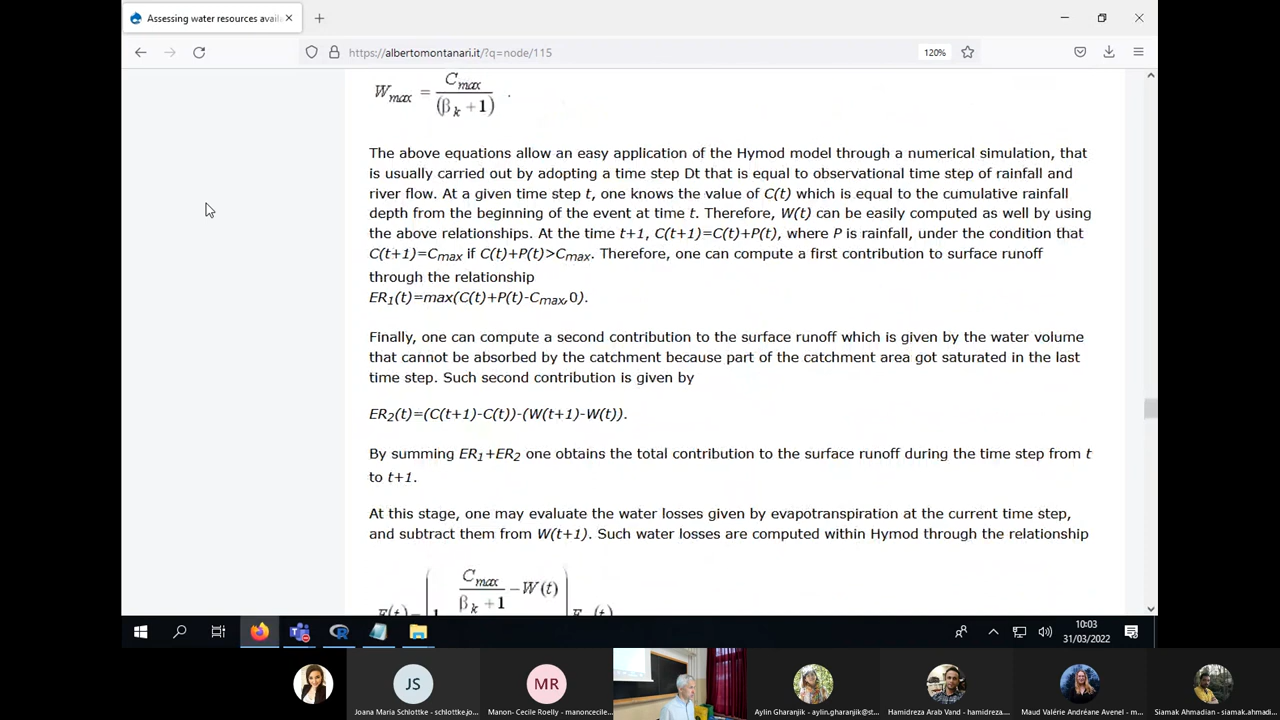 Assessing water resources avail
https://albertomontanari.it/?q=node/115
120%
W_max = C_max / (β_k + 1) .
The above equations allow an easy application of the Hymod model through a numerical simulation, that
is usually carried out by adopting a time step Dt that is equal to observational time step of rainfall and
river flow. At a given time step t, one knows the value of C(t) which is equal to the cumulative rainfall
depth from the beginning of the event at time t. Therefore, W(t) can be easily computed as well by using
the above relationships. At the time t+1, C(t+1)=C(t)+P(t), where P is rainfall, under the condition that
C(t+1)=Cmax if C(t)+P(t)>Cmax. Therefore, one can compute a first contribution to surface runoff
through the relationship
ER1(t)=max(C(t)+P(t)-Cmax,0).
Finally, one can compute a second contribution to the surface runoff which is given by the water volume
that cannot be absorbed by the catchment because part of the catchment area got saturated in the last
time step. Such second contribution is given by
ER2(t)=(C(t+1)-C(t))-(W(t+1)-W(t)).
By summing ER1+ER2 one obtains the total contribution to the surface runoff during the time step from t
to t+1.
At this stage, one may evaluate the water losses given by evapotranspiration at the current time step,
and subtract them from W(t+1). Such water losses are computed within Hymod through the relationship
C_max / (β_k + 1) - W(t)
10:03
31/03/2022
JS
MR
Joana Maria Schlottke - schlottke.jo...
Manon- Cecile Roelly - manoncecile...
Aylin Gharanjik - aylin.gharanjik@st...
Hamidreza Arab Vand - hamidreza...
Maud Valérie Andréane Avenel - m...
Siamak Ahmadian - siamak.ahmadi...